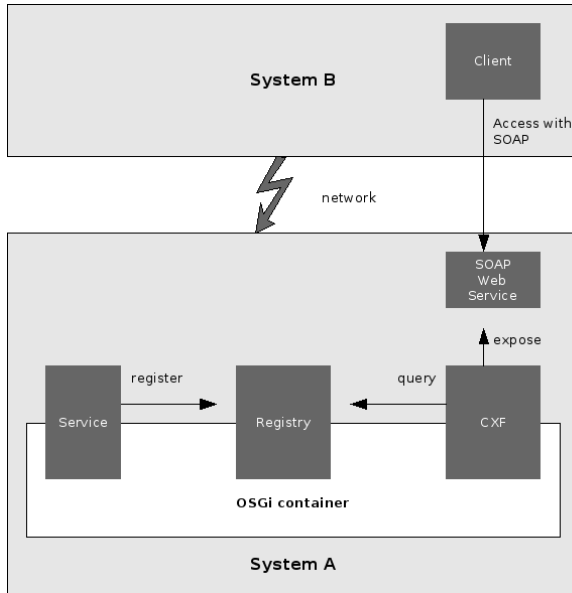 Client
System B
Access with
SOAP
network
SOAP
Web
Service
expose
register
query
Service
Registry
CXF
OSGi container
System A